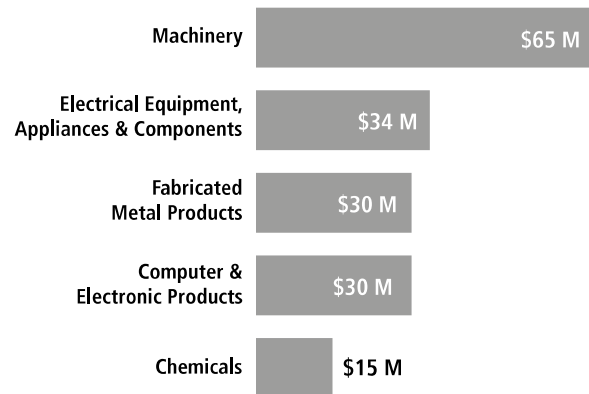 Machinery
$65 M
Electrical Equipment,
Appliances & Components
$34 M
Fabricated
Metal Products
$30 M
Computer &
Electronic Products
$30 M
Chemicals
$15 M